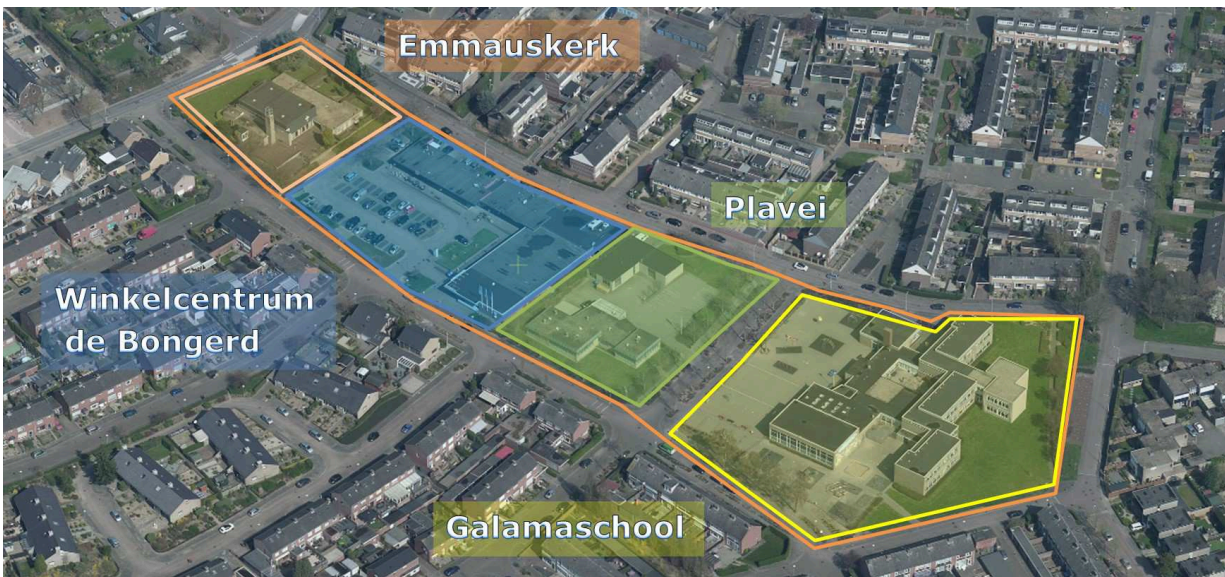 Emmauskerk
Plavei
Winkelcentrum
de Bongerd
Galamaschool